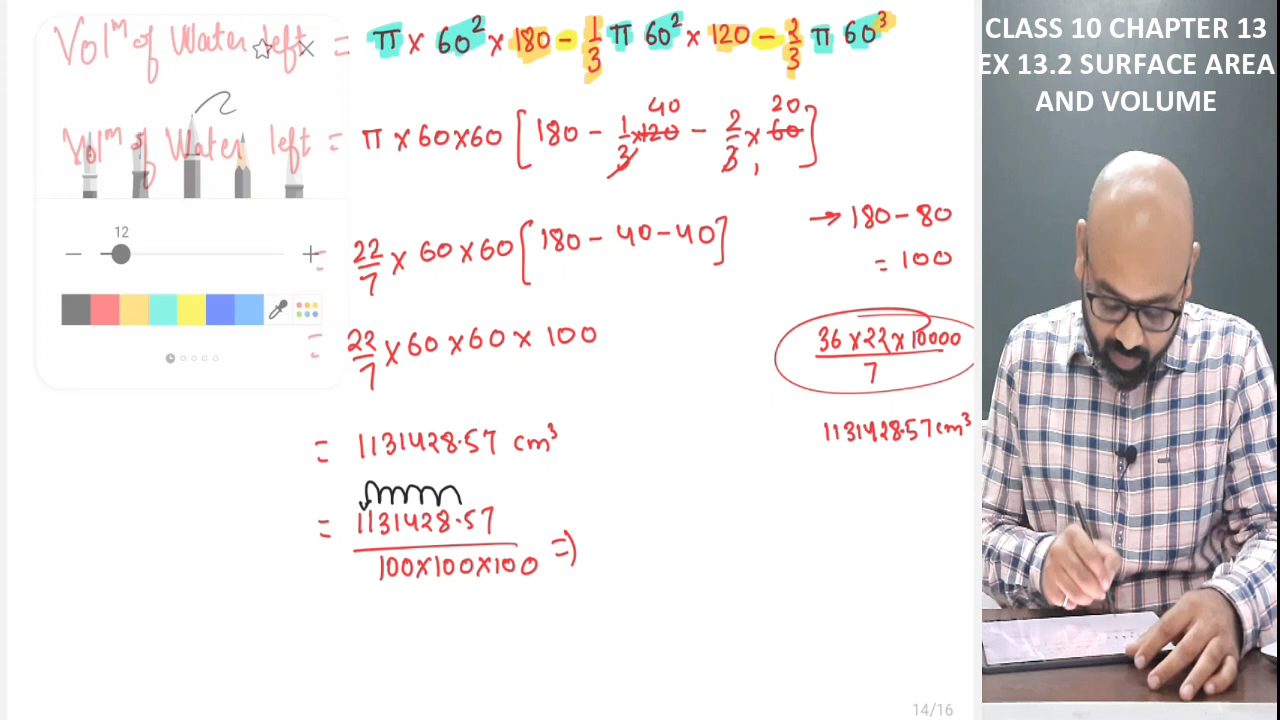 CLASS 10 CHAPTER 13
EX 13.2 SURFACE AREA
AND VOLUME
Volᵐ of Water left = π × 60² × 180 - 1/3 π 60² × 120 - 2/3 π 60³
Volᵐ of Water left = π × 60 × 60 [180 - 1/3 × 120 - 2/3 × 60]
40 20
1
12
= 22/7 × 60 × 60 [180 - 40 - 40]
→ 180 - 80
= 100
= 22/7 × 60 × 60 × 100
36 × 22 × 10000 / 7
= 1131428.57 cm³
1131428.57 cm³
= 1131428.57 / 100×100×100 ⇒
14/16